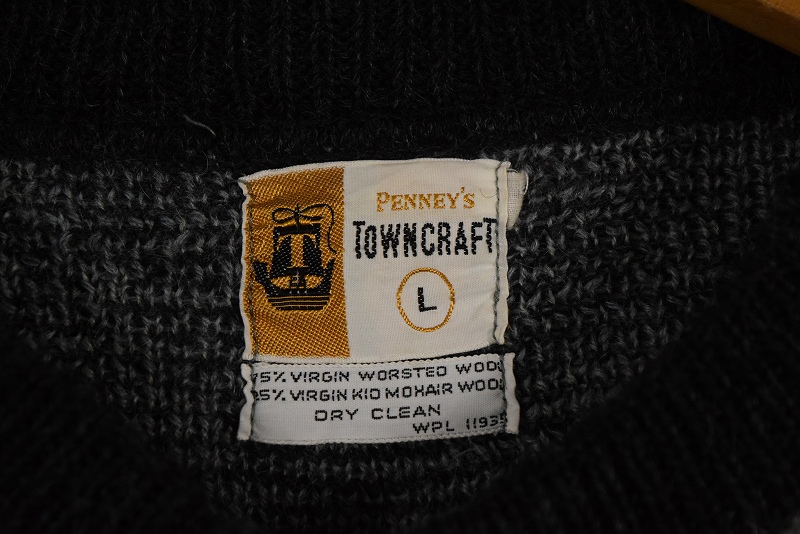 PENNEY'S
TOWNCRAFT
L
75% VIRGIN WORSTED WOOL
25% VIRGIN KID MOHAIR WOOL
DRY CLEAN
WPL 11935